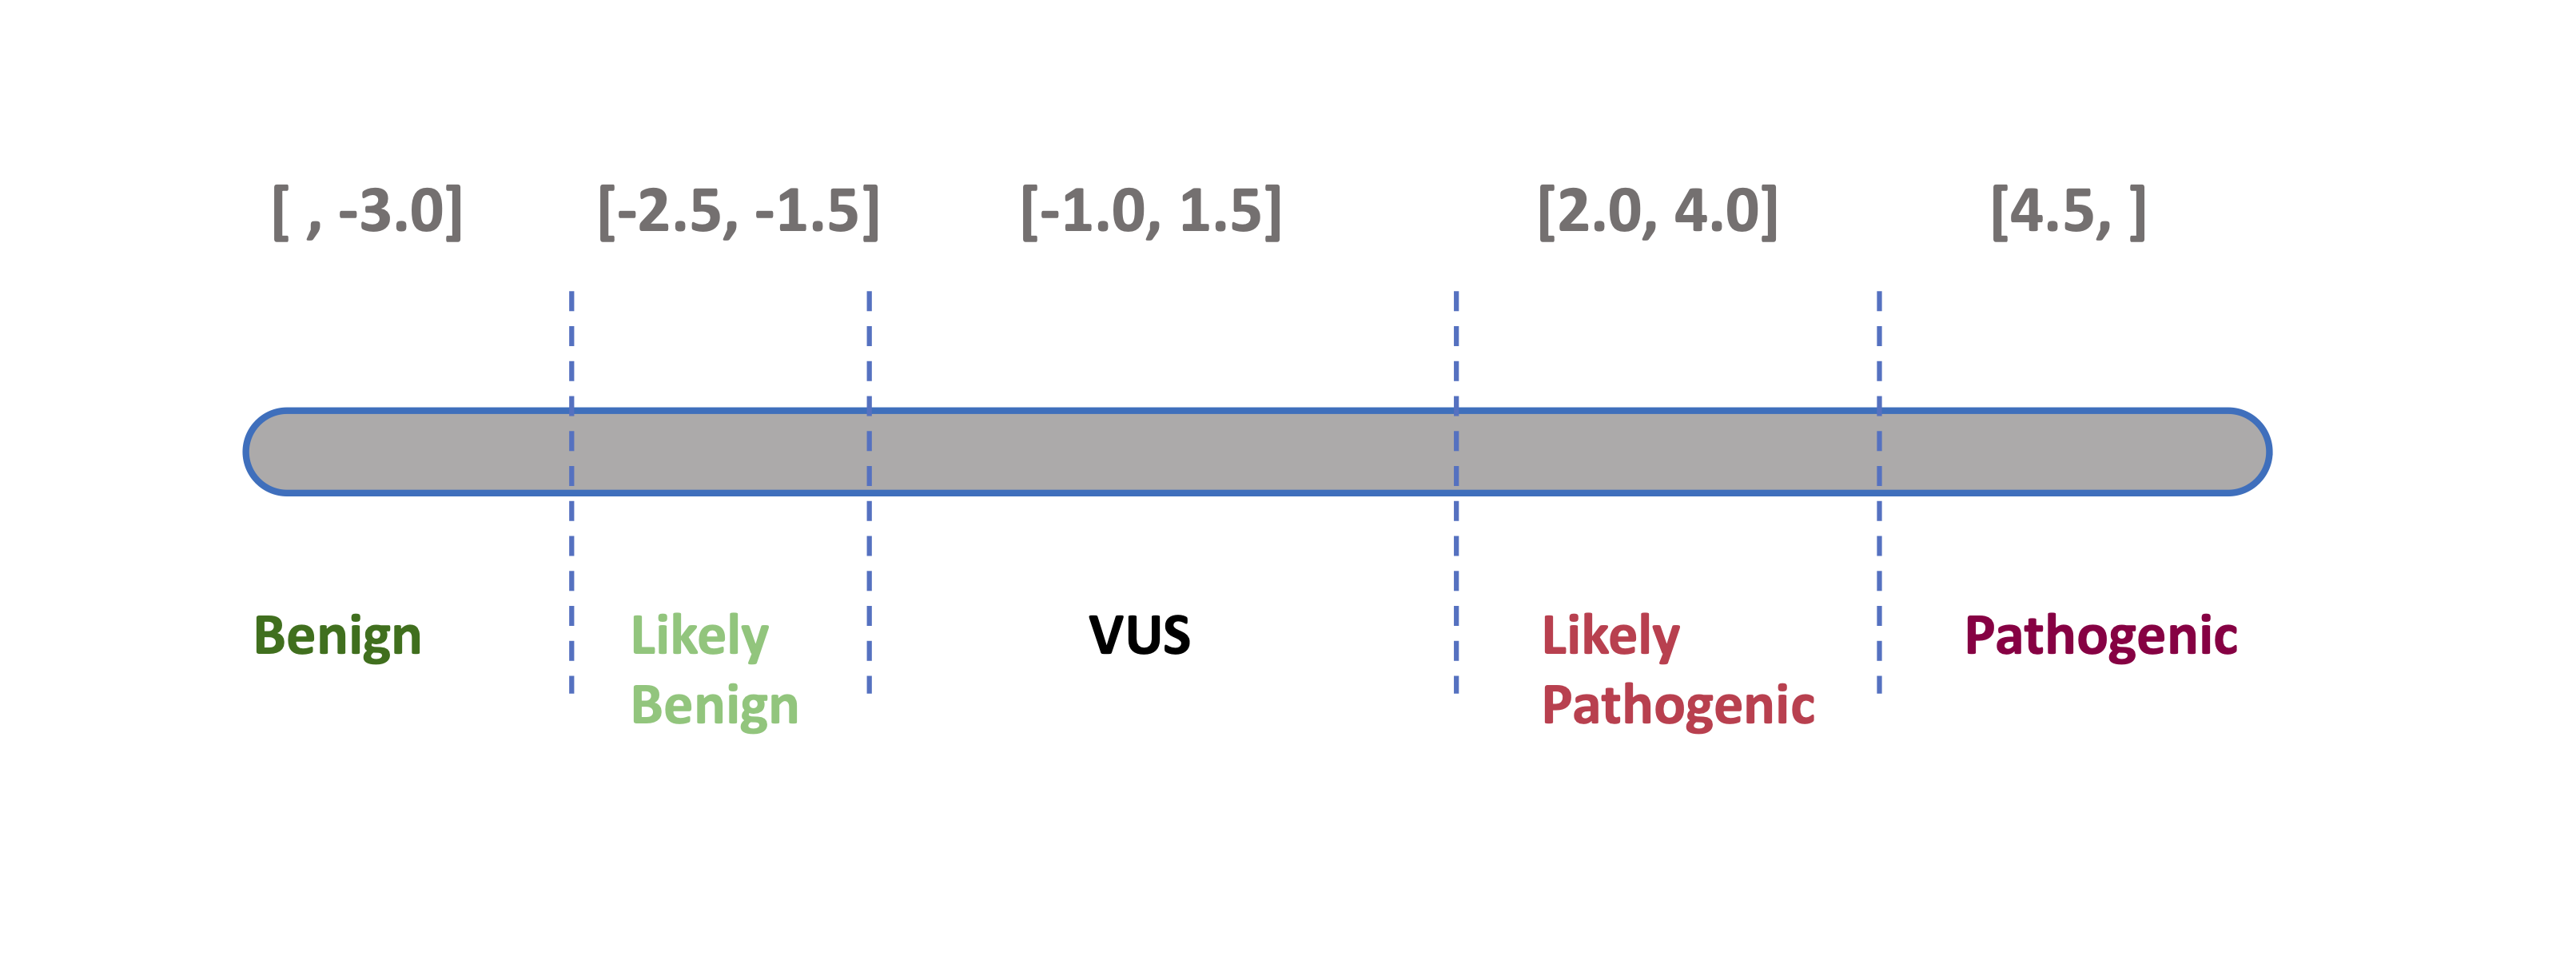 [ , -3.0]
[-2.5, -1.5]
[-1.0, 1.5]
[2.0, 4.0]
[4.5, ]
Benign
Likely
Benign
VUS
Likely
Pathogenic
Pathogenic